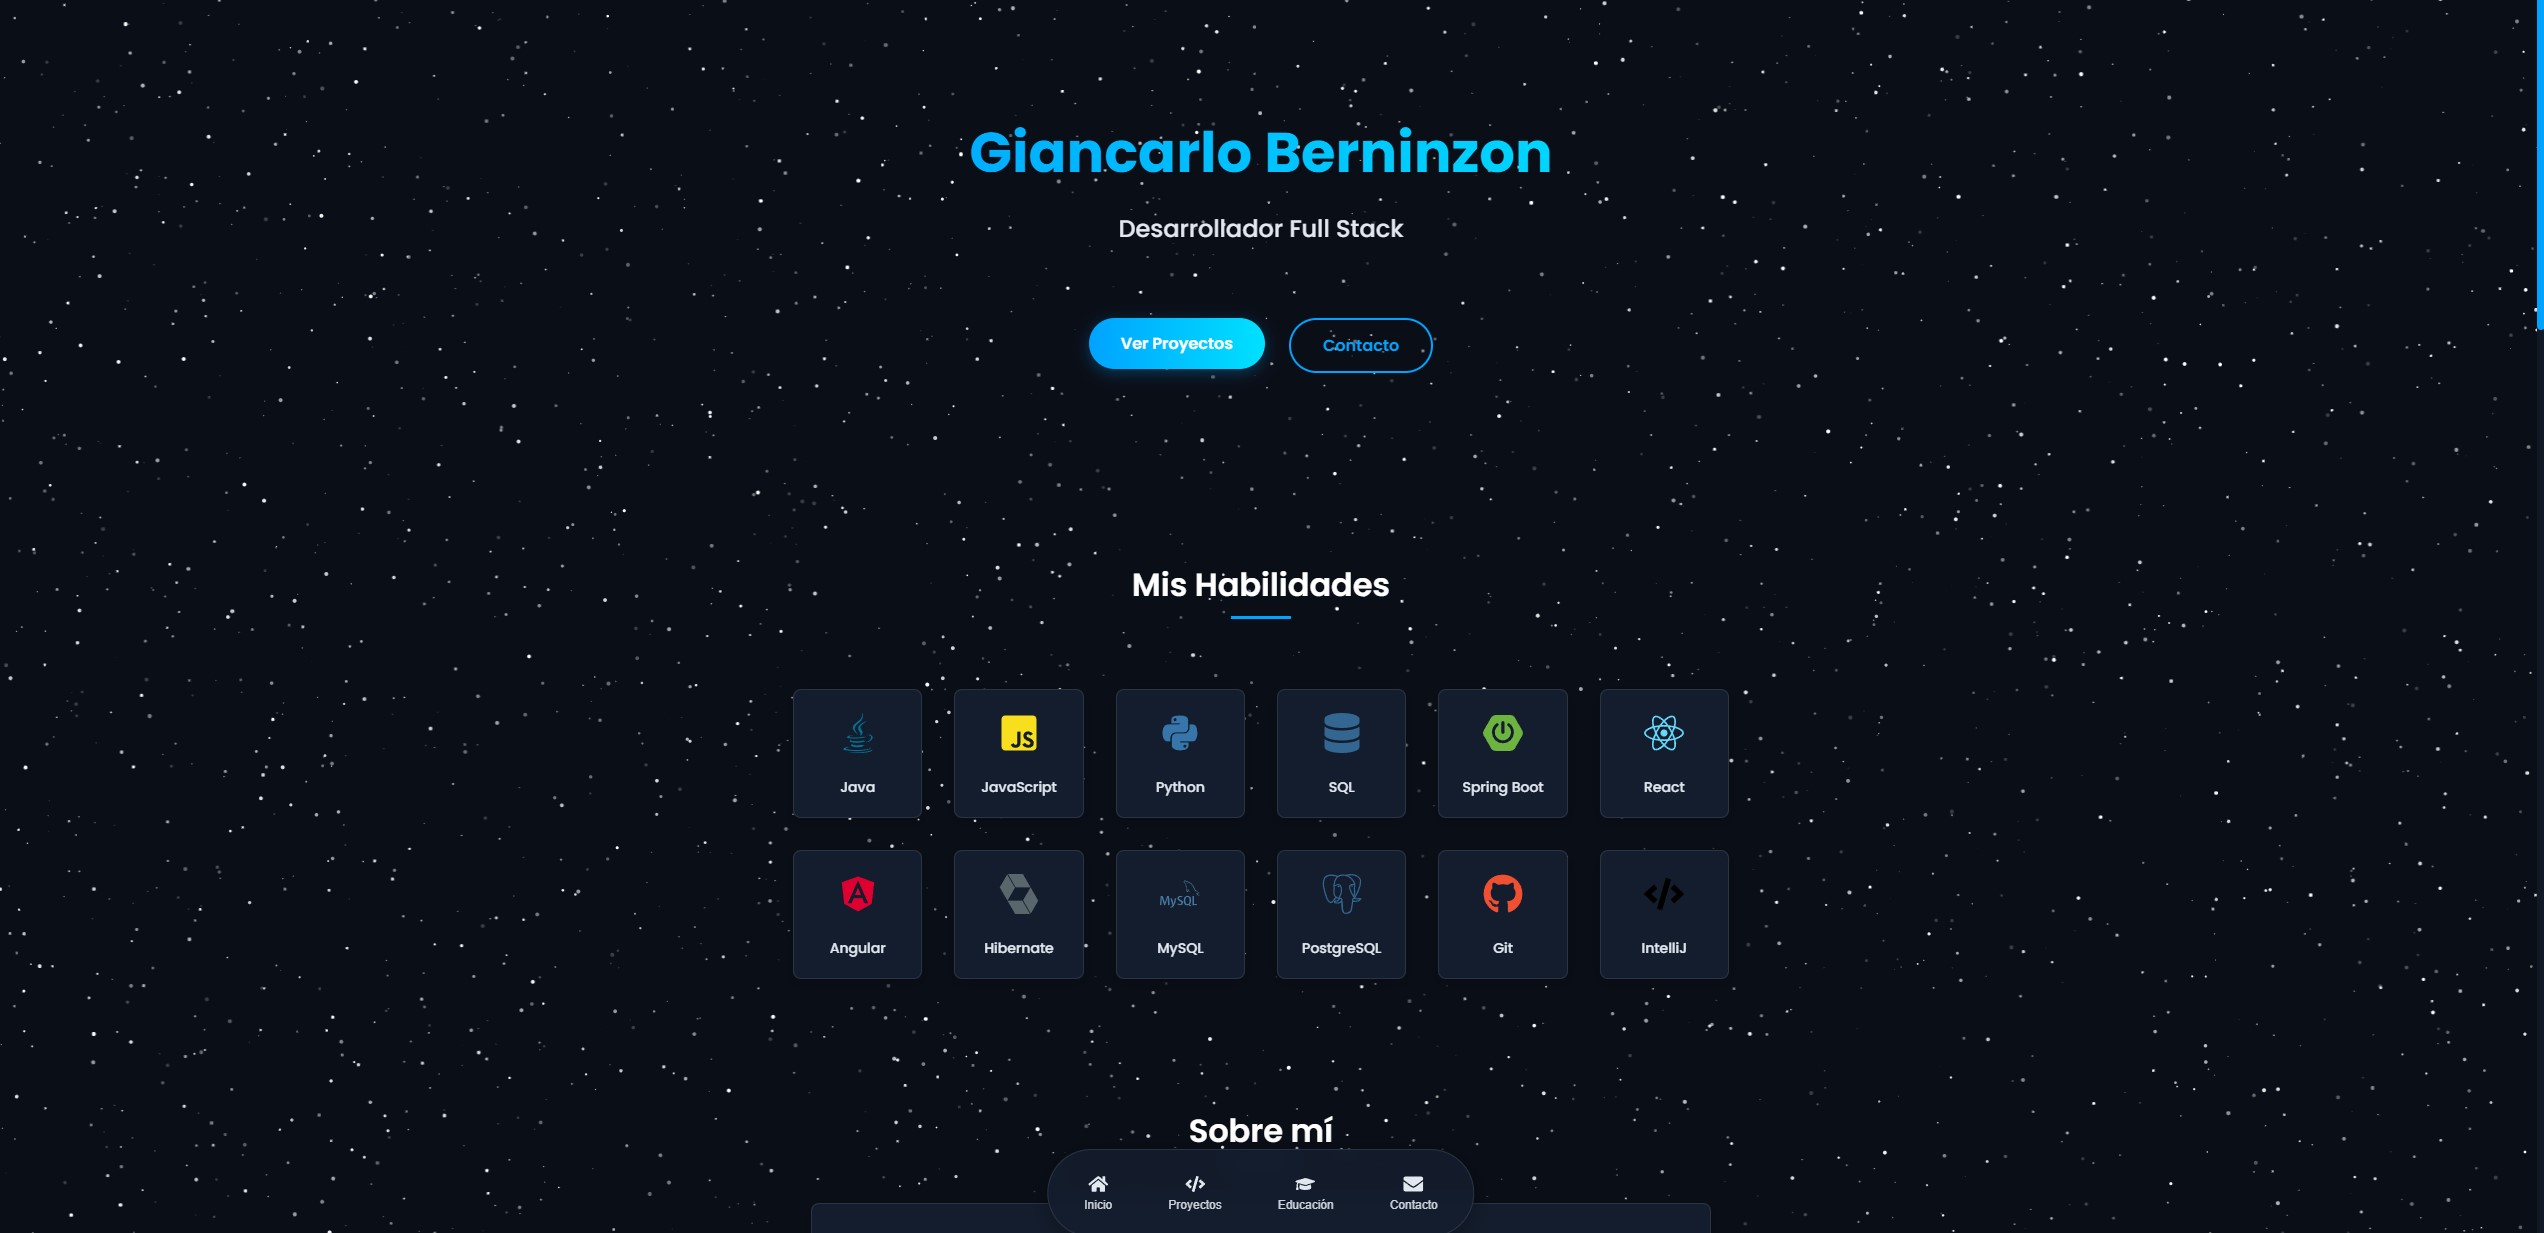 Giancarlo Berninzon
Desarrollador Full Stack
Ver Proyectos
Contacto
Mis Habilidades
JS
Java
JavaScript
Python
SQL
Spring Boot
React
A
MySQL
Angular
Hibernate
MySQL
PostgreSQL
Git
IntelliJ
Sobre mí
Inicio
Proyectos
Educación
Contacto